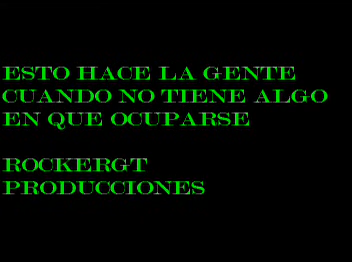 ESTO HACE LA GENTE
CUANDO NO TIENE ALGO
EN QUE OCUPARSE
ROCKERGT
PRODUCCIONES